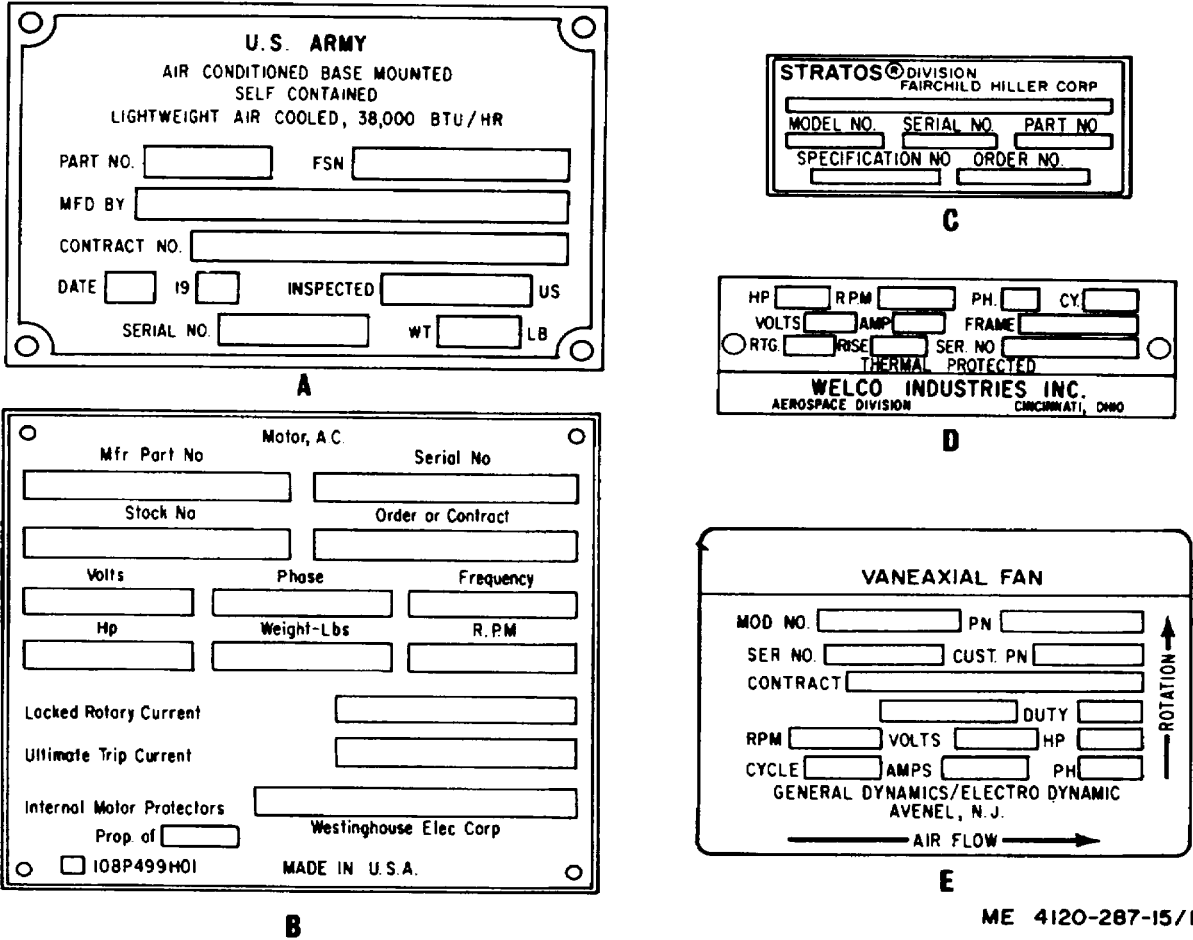 U.S. ARMY
AIR CONDITIONED BASE MOUNTED
SELF CONTAINED
LIGHTWEIGHT AIR COOLED, 38,000 BTU/HR
PART NO. FSN
MFD BY
CONTRACT NO.
DATE 19 INSPECTED US
SERIAL NO. WT LB
A
Motor, A.C.
Mfr Part No Serial No
Stock No Order or Contract
Volts Phase Frequency
Hp Weight-Lbs R.P.M
Locked Rotary Current
Ultimate Trip Current
Internal Motor Protectors
Westinghouse Elec Corp
Prop. of
108P499H01 MADE IN U.S.A.
B
STRATOS® DIVISION
FAIRCHILD HILLER CORP
MODEL NO. SERIAL NO. PART NO
SPECIFICATION NO ORDER NO.
C
HP RPM PH. CY.
VOLTS AMP FRAME
RTG. RISE SER. NO
THERMAL PROTECTED
WELCO INDUSTRIES INC.
AEROSPACE DIVISION CINCINNATI, OHIO
D
VANEAXIAL FAN
MOD NO. PN
SER NO. CUST. PN
CONTRACT
DUTY
RPM VOLTS HP
CYCLE AMPS PH
GENERAL DYNAMICS/ELECTRO DYNAMIC
AVENEL, N.J.
AIR FLOW
ROTATION
E
ME 4120-287-15/1